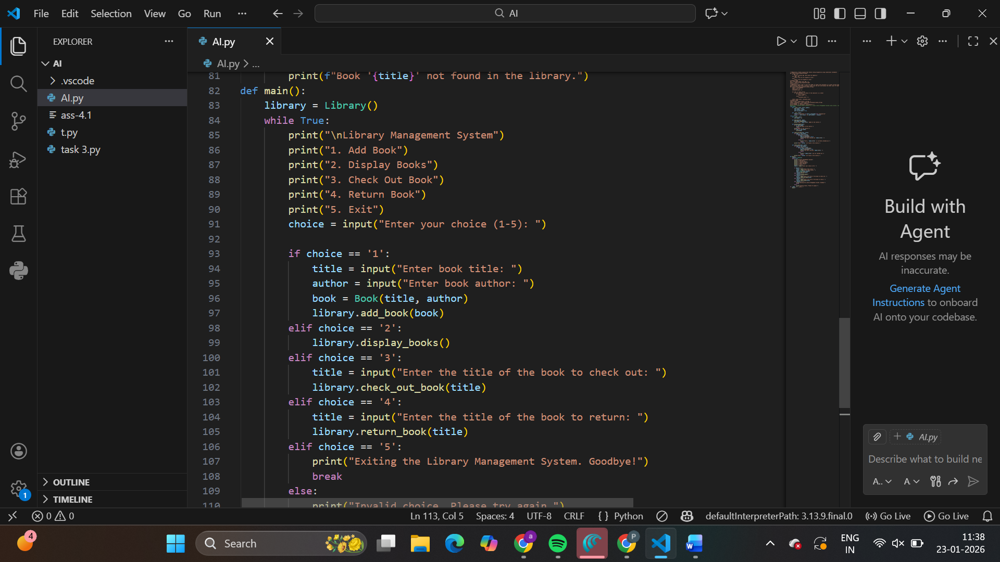 File Edit Selection View Go Run ··· AI
EXPLORER
AI
.vscode
AI.py
ass-4.1
t.py
task 3.py
OUTLINE
TIMELINE
AI.py
AI.py > ...
81 print(f"Book '{title}' not found in the library.")
82 def main():
83 library = Library()
84 while True:
85 print("\nLibrary Management System")
86 print("1. Add Book")
87 print("2. Display Books")
88 print("3. Check Out Book")
89 print("4. Return Book")
90 print("5. Exit")
91 choice = input("Enter your choice (1-5): ")
92
93 if choice == '1':
94 title = input("Enter book title: ")
95 author = input("Enter book author: ")
96 book = Book(title, author)
97 library.add_book(book)
98 elif choice == '2':
99 library.display_books()
100 elif choice == '3':
101 title = input("Enter the title of the book to check out: ")
102 library.check_out_book(title)
103 elif choice == '4':
104 title = input("Enter the title of the book to return: ")
105 library.return_book(title)
106 elif choice == '5':
107 print("Exiting the Library Management System. Goodbye!")
108 break
109 else:
110 print("Invalid choice. Please try again.")
Build with
Agent
AI responses may be
inaccurate.
Generate Agent
Instructions to onboard
AI onto your codebase.
AI.py
Describe what to build ne
A.. A
1
0 0 Ln 113, Col 5 Spaces: 4 UTF-8 CRLF { } Python defaultInterpreterPath: 3.13.9.final.0 Go Live Go Live
4
Search
a
P
W
ENG
IN
11:38
23-01-2026